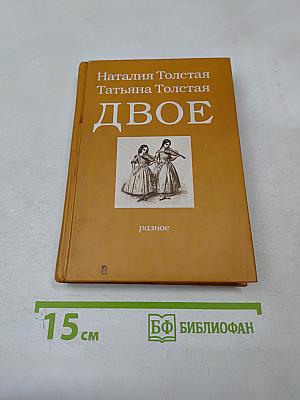 Наталия Толстая
Татьяна Толстая
ДВОЕ
разное
15 см
БФ БИБЛИОФАН